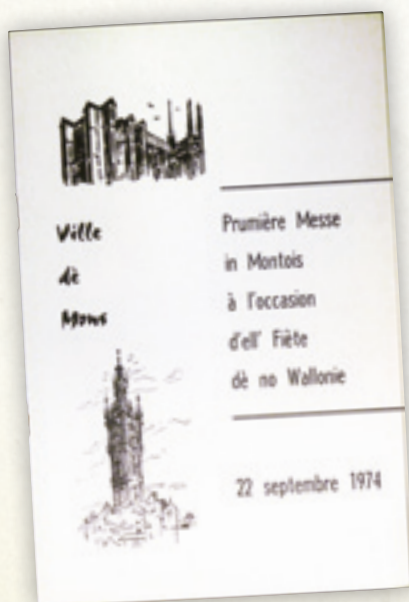 Ville
dè
Mons
Prumière Messe
in Montois
à l'occasion
d'ell' Fiète
dè no Wallonie
22 septembre 1974